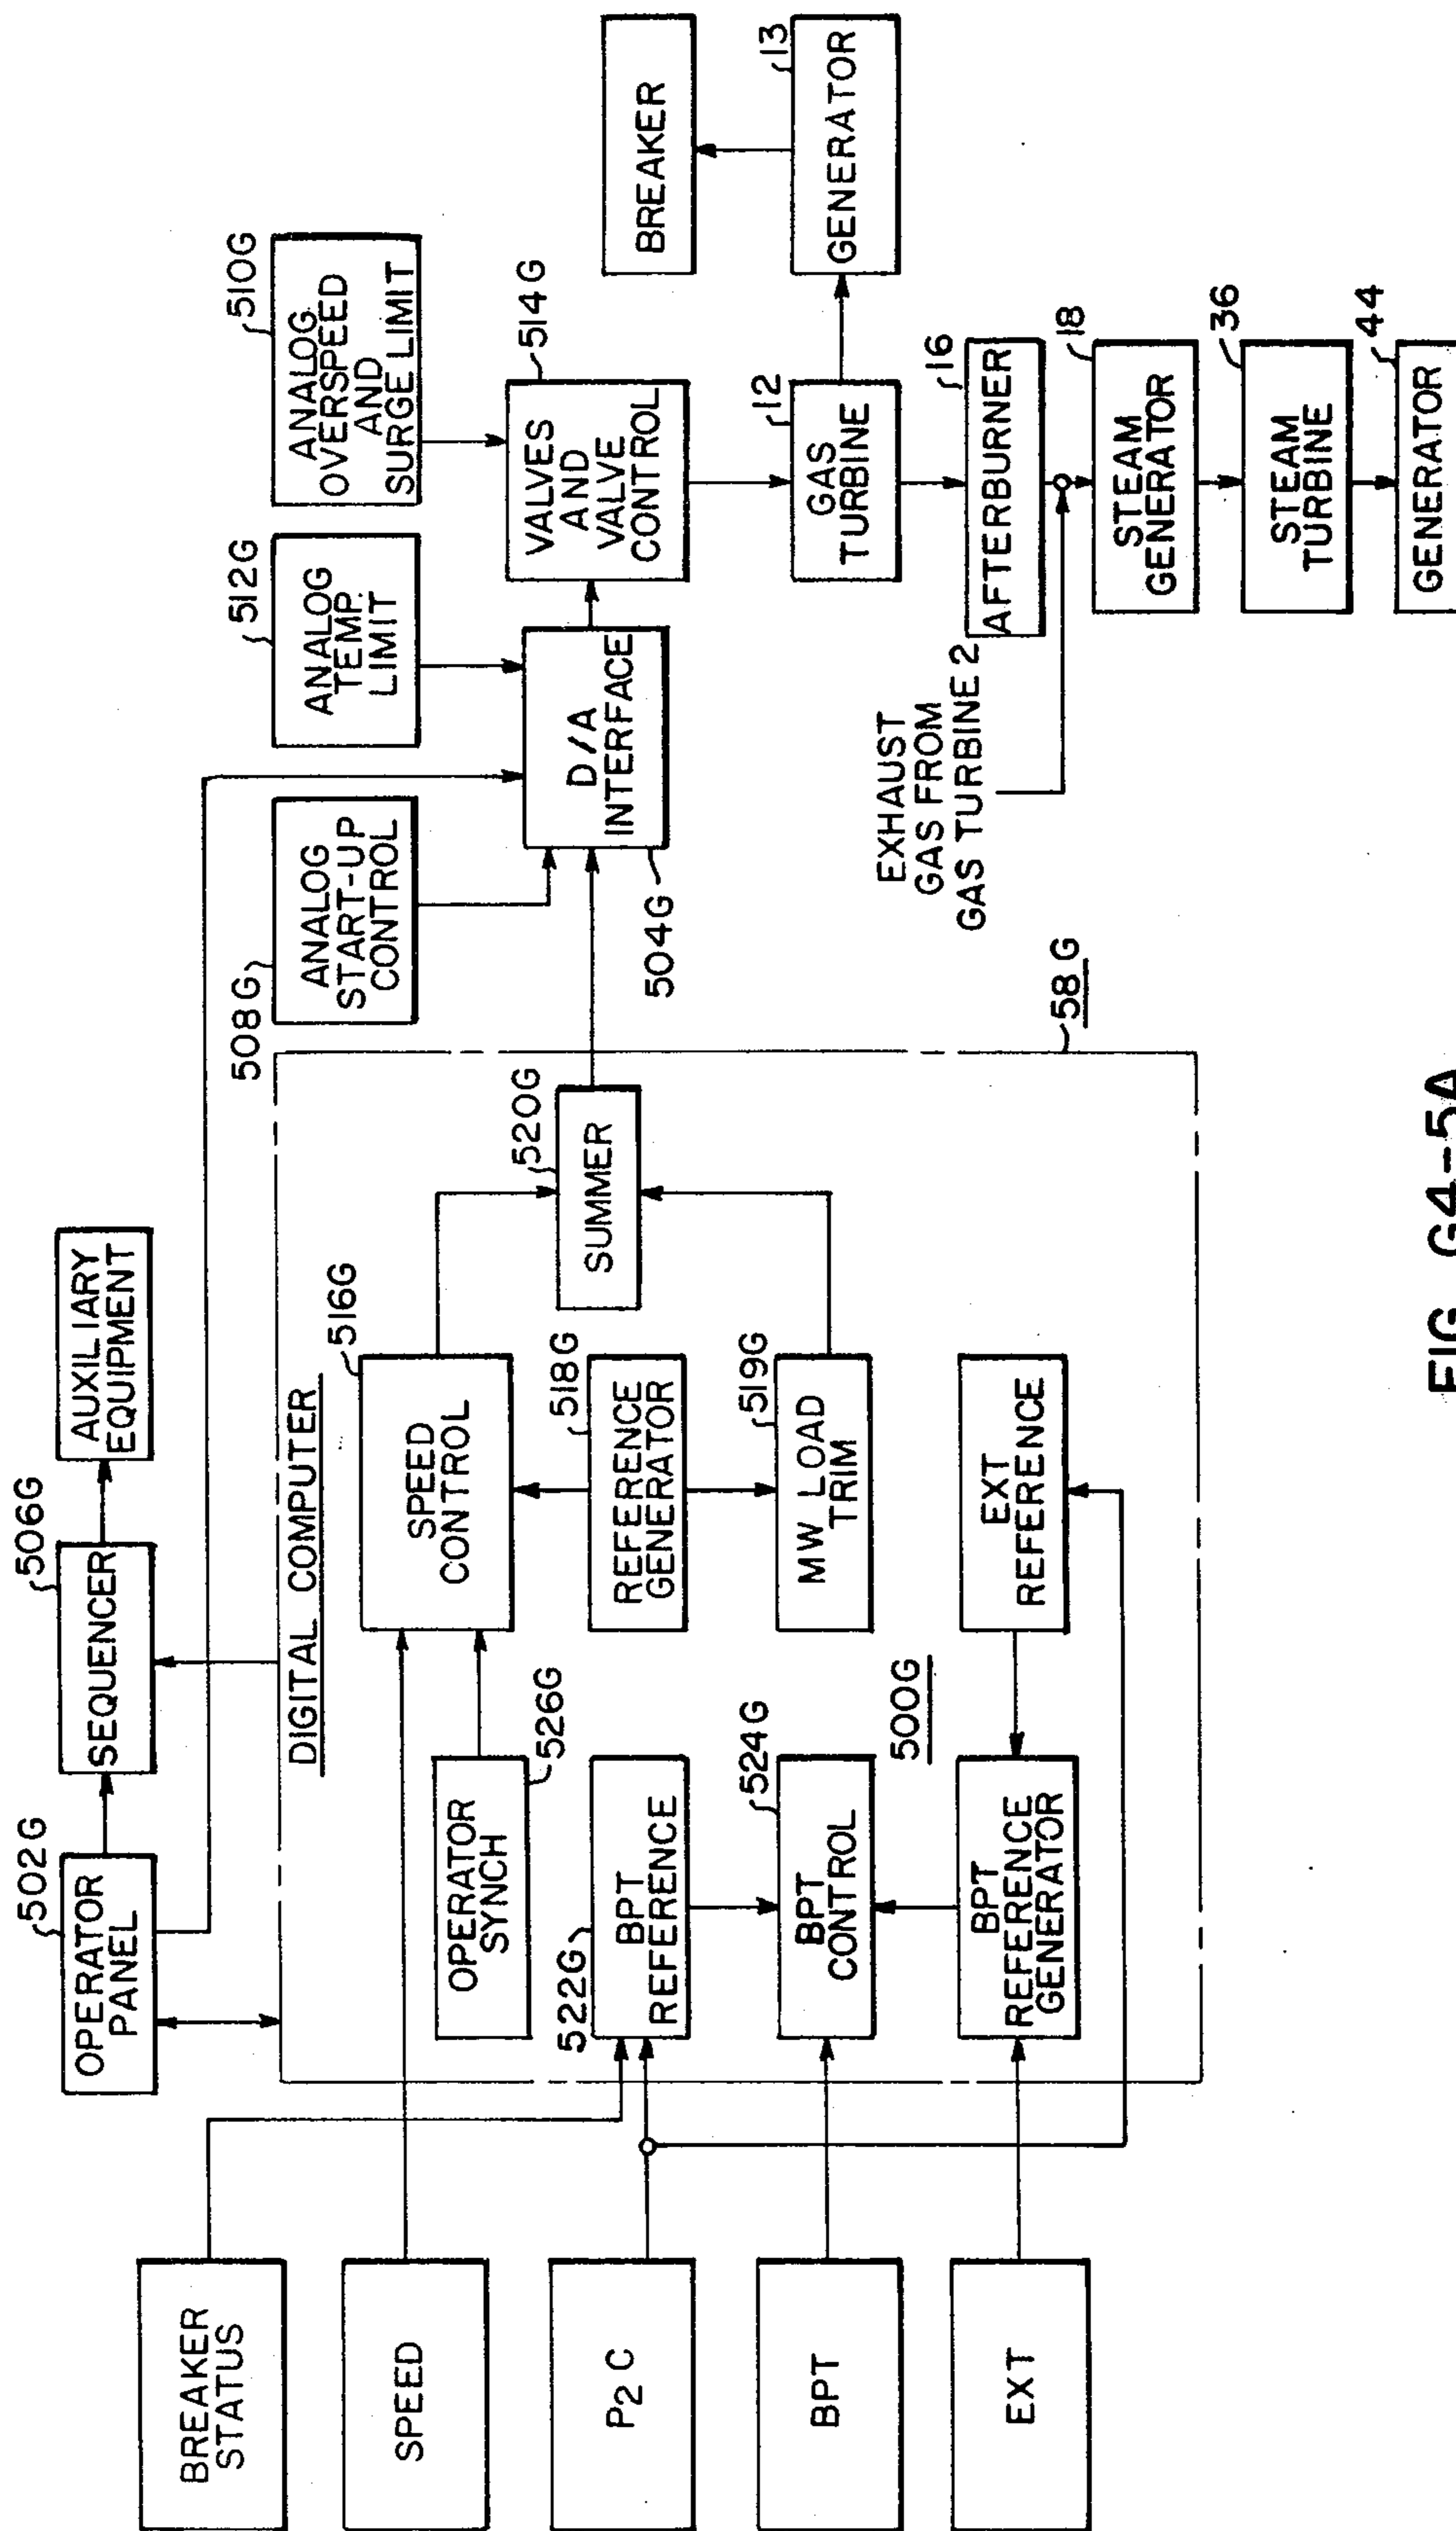 BREAKER
STATUS
SPEED
P2C
BPT
EXT
502G
OPERATOR
PANEL
506G
SEQUENCER
AUXILIARY
EQUIPMENT
DIGITAL COMPUTER
516G
SPEED
CONTROL
OPERATOR
SYNCH
526G
522G
BPT
REFERENCE
518G
REFERENCE
GENERATOR
524G
BPT
CONTROL
519G
MW LOAD
TRIM
500G
BPT
REFERENCE
GENERATOR
EXT
REFERENCE
520G
SUMMER
58G
508G
ANALOG
START-UP
CONTROL
512G
ANALOG
TEMP.
LIMIT
510G
ANALOG
OVERSPEED
AND
SURGE LIMIT
D/A
INTERFACE
504G
514G
VALVES
AND
VALVE
CONTROL
BREAKER
12
GAS
TURBINE
13
GENERATOR
EXHAUST
GAS FROM
GAS TURBINE 2
16
AFTERBURNER
18
STEAM
GENERATOR
36
STEAM
TURBINE
44
GENERATOR
FIG. G4-5A